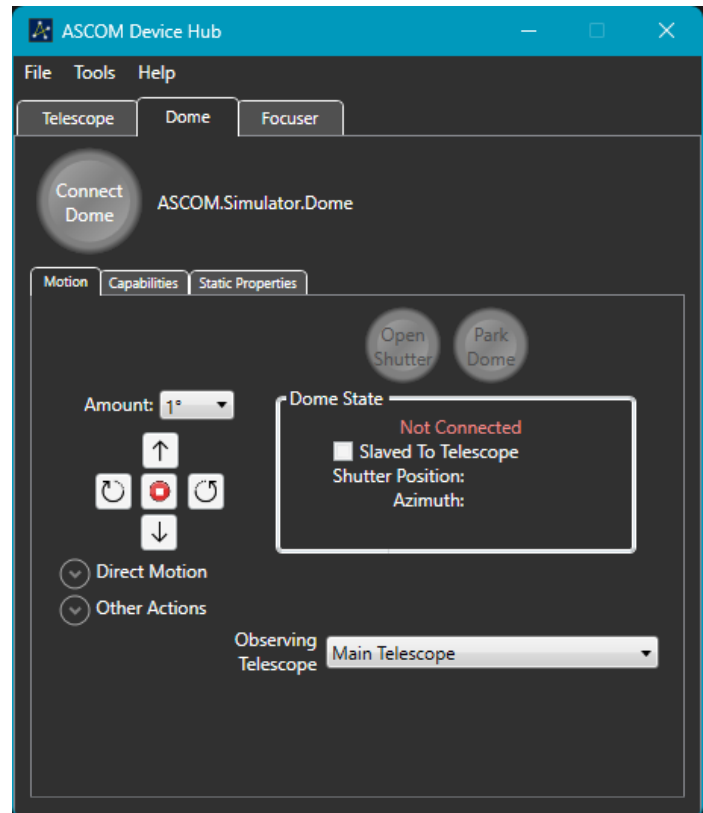 ASCOM Device Hub
File Tools Help
Telescope Dome Focuser
Connect
Dome
ASCOM.Simulator.Dome
Motion Capabilities Static Properties
Open
Shutter
Park
Dome
Amount: 1°
Dome State
Not Connected
Slaved To Telescope
Shutter Position:
Azimuth:
Direct Motion
Other Actions
Observing
Telescope
Main Telescope